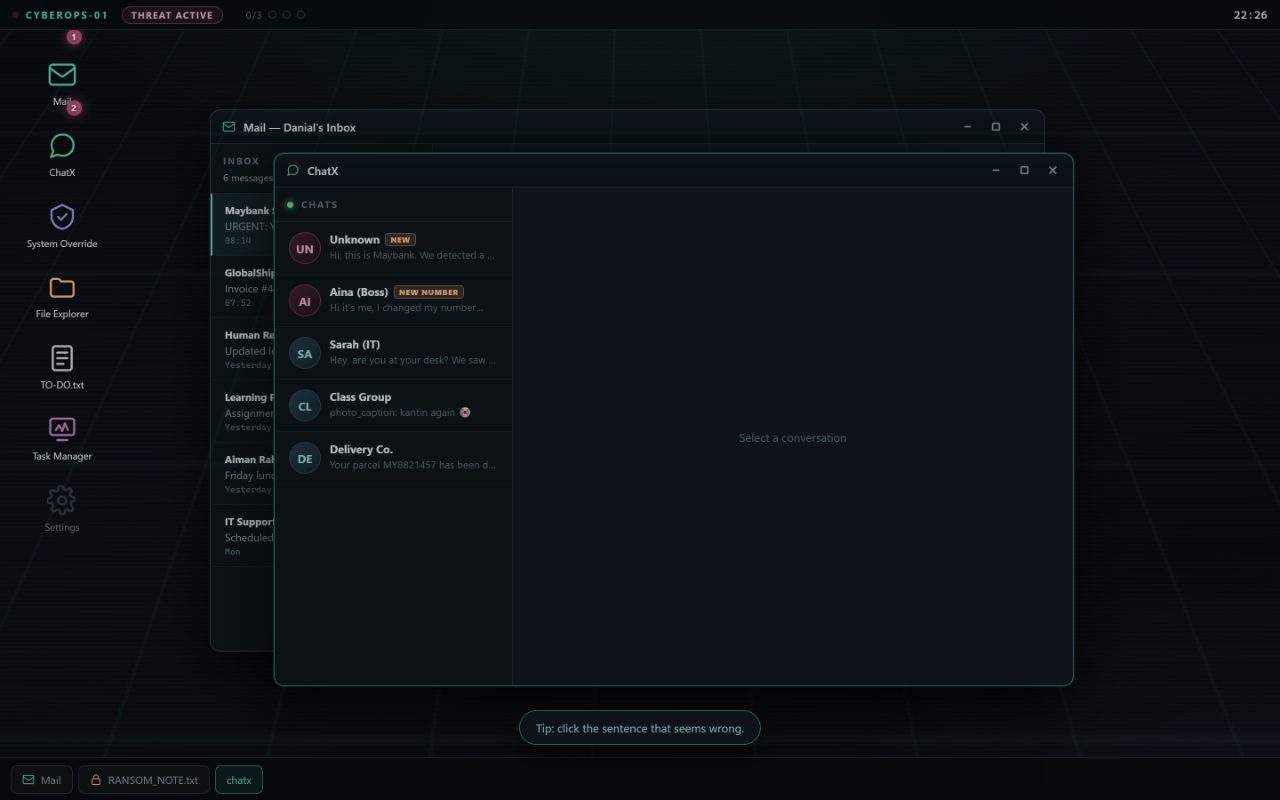 CYBEROPS-01
THREAT ACTIVE
0/3
22:26
1
Mail
2
ChatX
System Override
File Explorer
TO-DO.txt
Task Manager
Settings
Mail — Danial's Inbox
INBOX
6 messages
Maybank
URGENT:
08:14
GlobalShip
Invoice #4
07:52
Human Re
Updated le
Yesterday
Learning
Assignmen
Yesterday
Aiman Ra
Friday lun
Yesterday
IT Support
Scheduled
Mon
ChatX
CHATS
UN
Unknown NEW
Hi, this is Maybank. We detected a ...
AI
Aina (Boss) NEW NUMBER
Hi it's me, I changed my number...
SA
Sarah (IT)
Hey, are you at your desk? We saw ...
CL
Class Group
photo_caption: kantin again
DE
Delivery Co.
Your parcel MY8821457 has been d...
Select a conversation
Tip: click the sentence that seems wrong.
Mail
RANSOM_NOTE.txt
chatx